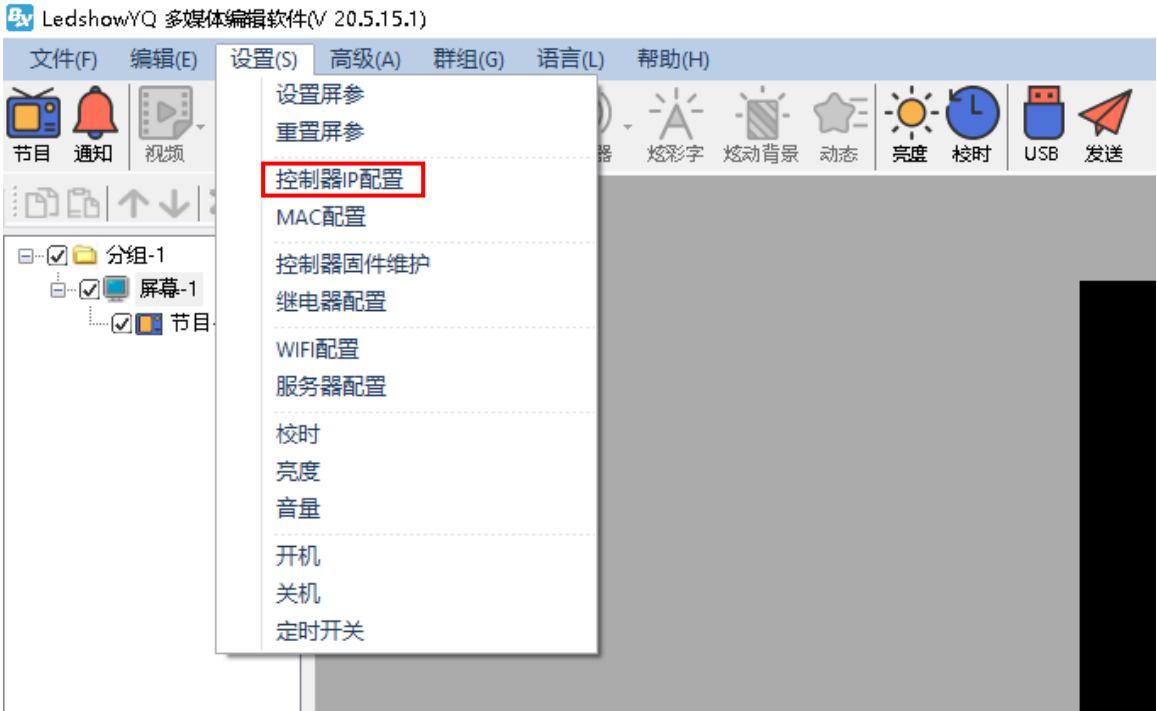 LedshowYQ 多媒体编辑软件(V 20.5.15.1)
文件(F) 编辑(E) 设置(S) 高级(A) 群组(G) 语言(L) 帮助(H)
节目 通知 视频 器 炫彩字 炫动背景 动态 亮度 校时 USB 发送
设置屏参
重置屏参
控制器IP配置
MAC配置
控制器固件维护
继电器配置
WIFI配置
服务器配置
校时
亮度
音量
开机
关机
定时开关
分组-1
屏幕-1
节目-